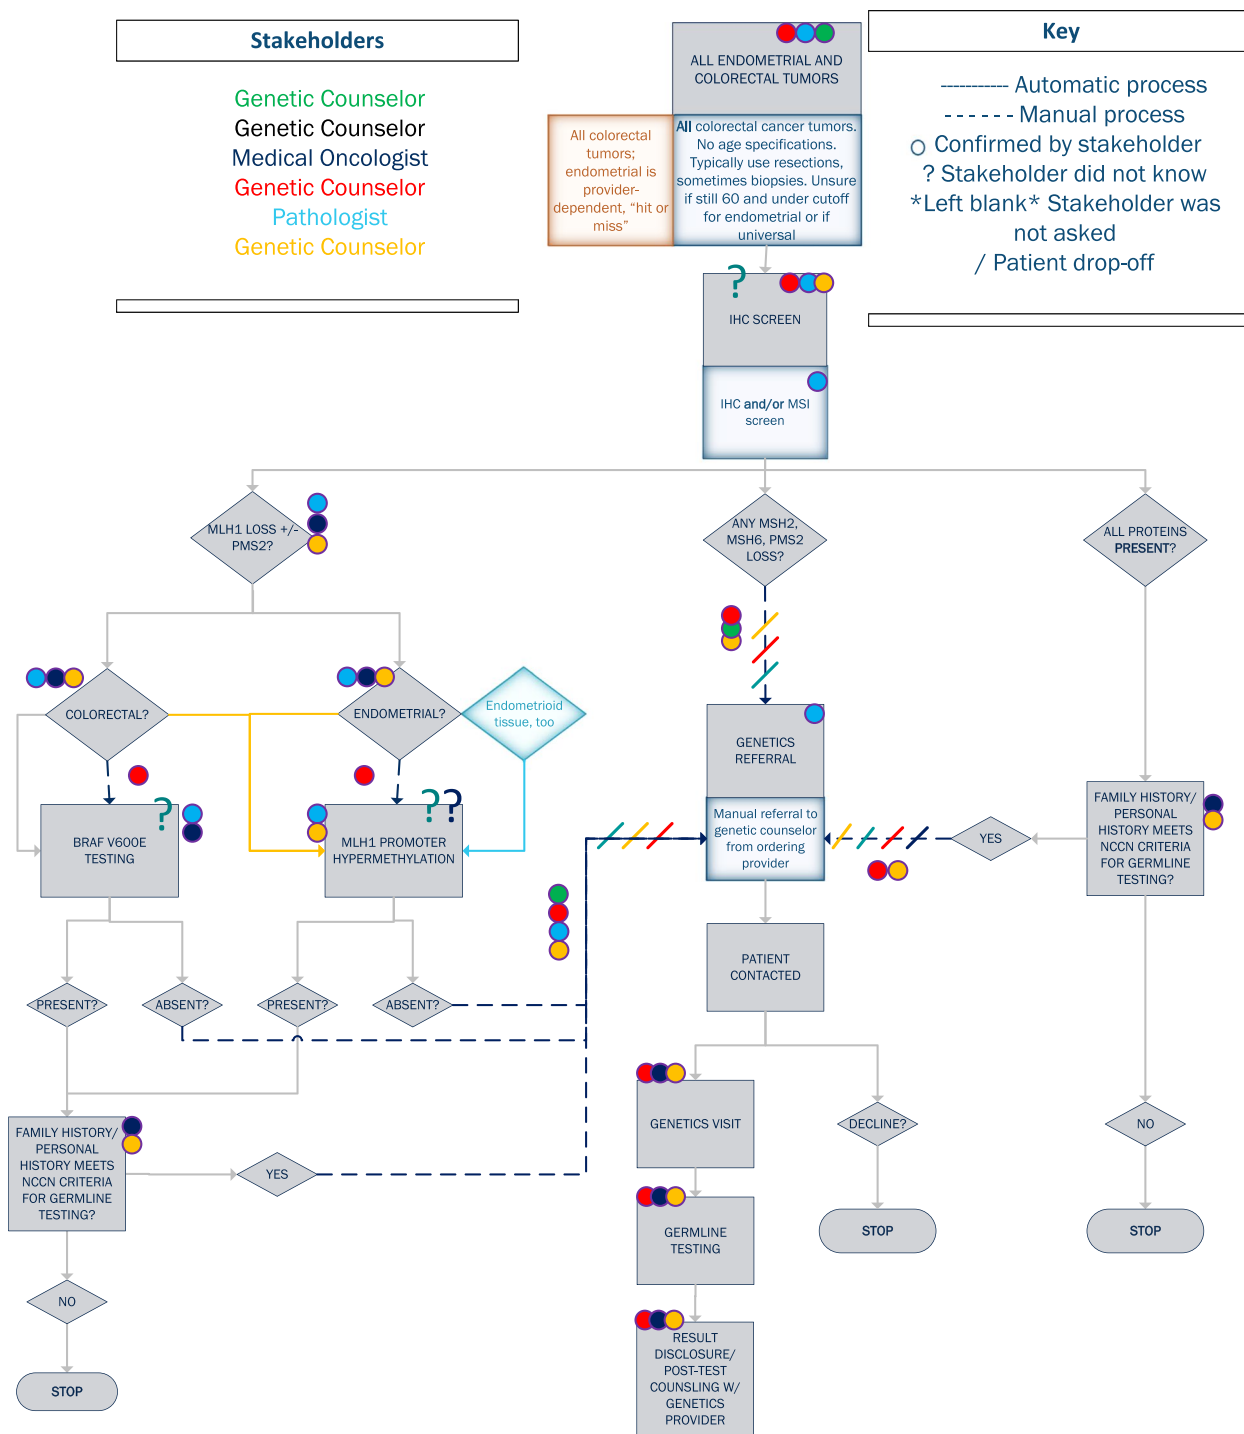 Stakeholders
Genetic Counselor
Genetic Counselor
Medical Oncologist
Genetic Counselor
Pathologist
Genetic Counselor
Key
----------- Automatic process
- - - - - - Manual process
Confirmed by stakeholder
? Stakeholder did not know
*Left blank* Stakeholder was
not asked
/ Patient drop-off
ALL ENDOMETRIAL AND
COLORECTAL TUMORS
All colorectal
tumors;
endometrial is
provider-
dependent, “hit or
miss”
All colorectal cancer tumors.
No age specifications.
Typically use resections,
sometimes biopsies. Unsure
if still 60 and under cutoff
for endometrial or if
universal
?
IHC SCREEN
IHC and/or MSI
screen
MLH1 LOSS +/-
PMS2?
ANY MSH2,
MSH6, PMS2
LOSS?
ALL PROTEINS
PRESENT?
COLORECTAL?
ENDOMETRIAL?
Endometrioid
tissue, too
GENETICS
REFERRAL
?
BRAF V600E
TESTING
? ?
MLH1 PROMOTER
HYPERMETHYLATION
Manual referral to
genetic counselor
from ordering
provider
YES
FAMILY HISTORY/
PERSONAL
HISTORY MEETS
NCCN CRITERIA
FOR GERMLINE
TESTING?
PATIENT
CONTACTED
PRESENT?
ABSENT?
PRESENT?
ABSENT?
GENETICS VISIT
DECLINE?
NO
FAMILY HISTORY/
PERSONAL
HISTORY MEETS
NCCN CRITERIA
FOR GERMLINE
TESTING?
YES
GERMLINE
TESTING
STOP
STOP
NO
RESULT
DISCLOSURE/
POST-TEST
COUNSLING W/
GENETICS
PROVIDER
STOP